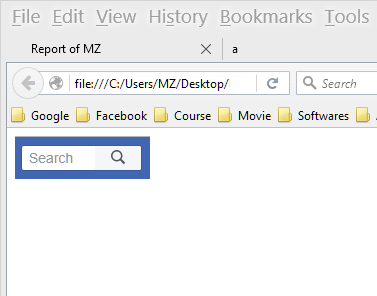 File Edit View History Bookmarks Tools
Report of MZ a
file:///C:/Users/MZ/Desktop/ Search
Google Facebook Course Movie Softwares
Search